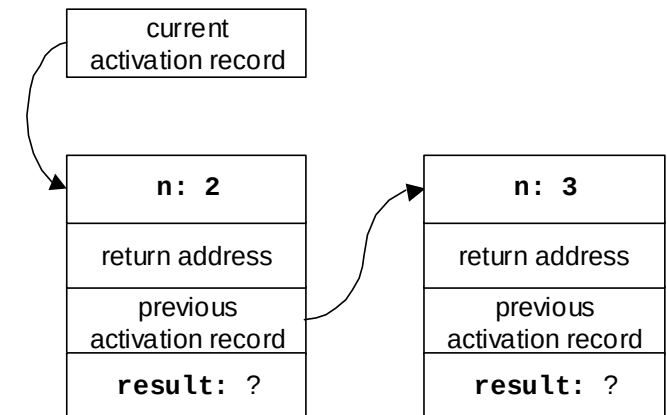 current
activation record
n: 2
return address
previous
activation record
result: ?
n: 3
return address
previous
activation record
result: ?